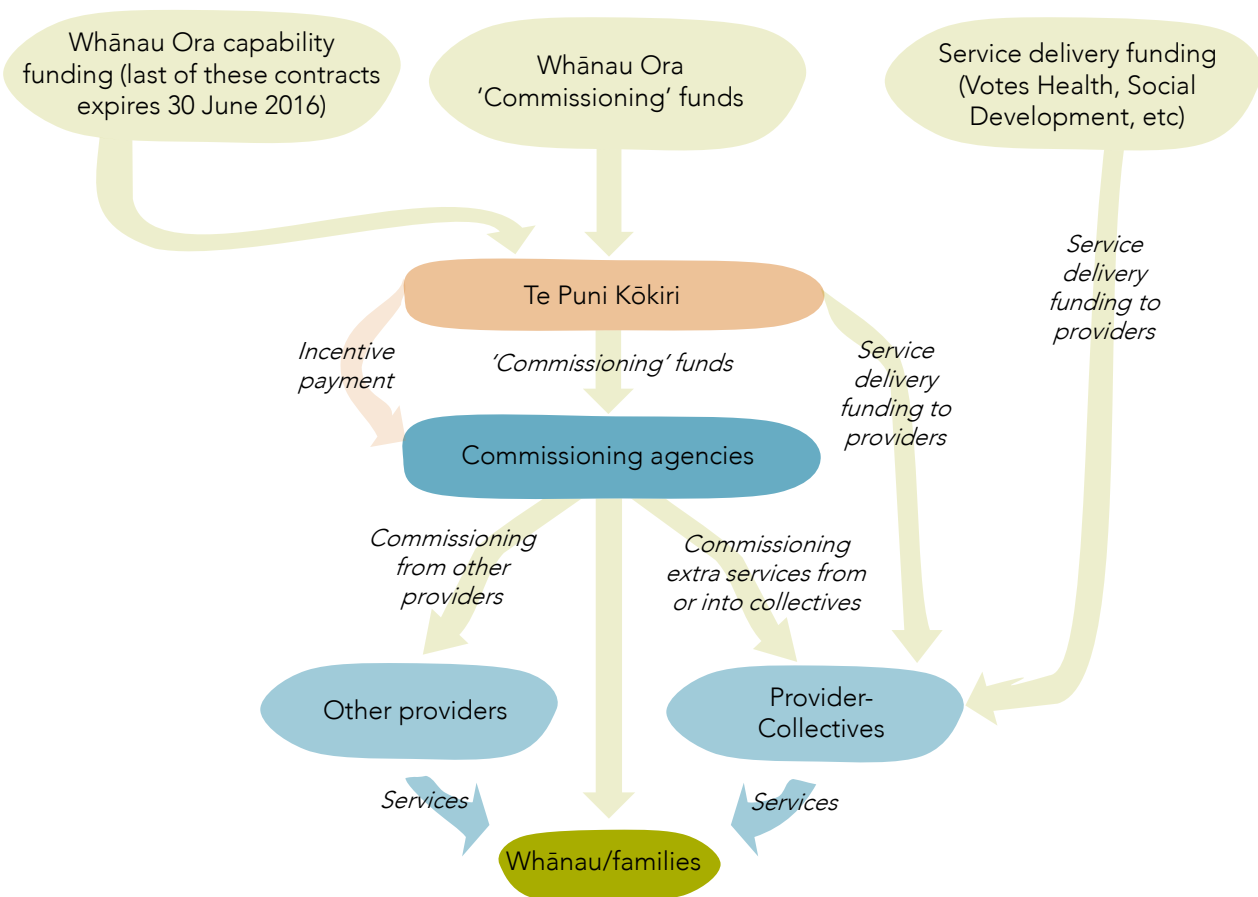 Whānau Ora capability
funding (last of these contracts
expires 30 June 2016)
Whānau Ora
‘Commissioning’ funds
Service delivery funding
(Votes Health, Social
Development, etc)
Service
delivery
funding to
providers
Te Puni Kōkiri
Incentive
payment
‘Commissioning’ funds
Service
delivery
funding to
providers
Commissioning agencies
Commissioning
from other
providers
Commissioning
extra services from
or into collectives
Other providers
Provider-
Collectives
Services
Services
Whānau/families